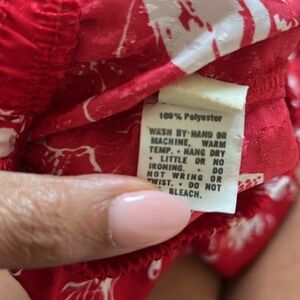 100% Polyester
WASH BY HAND OR
MACHINE, WARM
TEMP. • HANG DRY
• LITTLE OR NO
IRONING. • DO
NOT WRING OR
TWIST. • DO NOT
BLEACH.